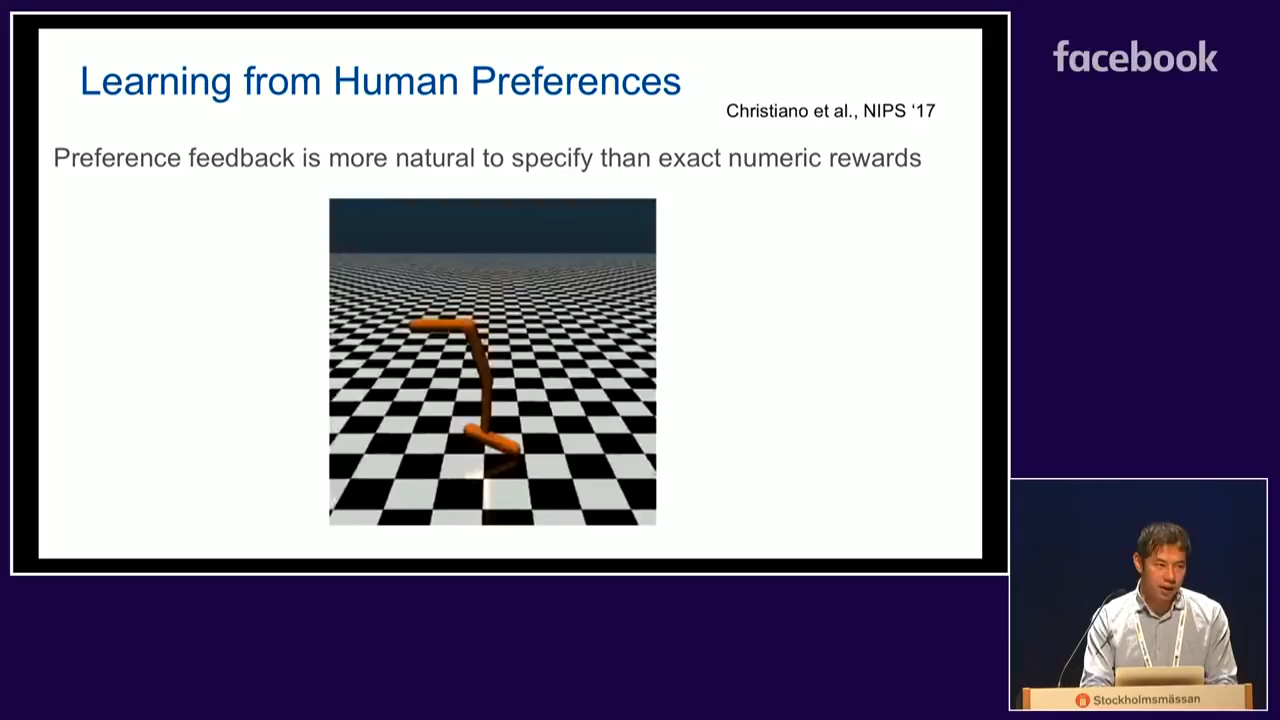 Learning from Human Preferences
Christiano et al., NIPS ‘17
Preference feedback is more natural to specify than exact numeric rewards
facebook
Stockholmsmässan